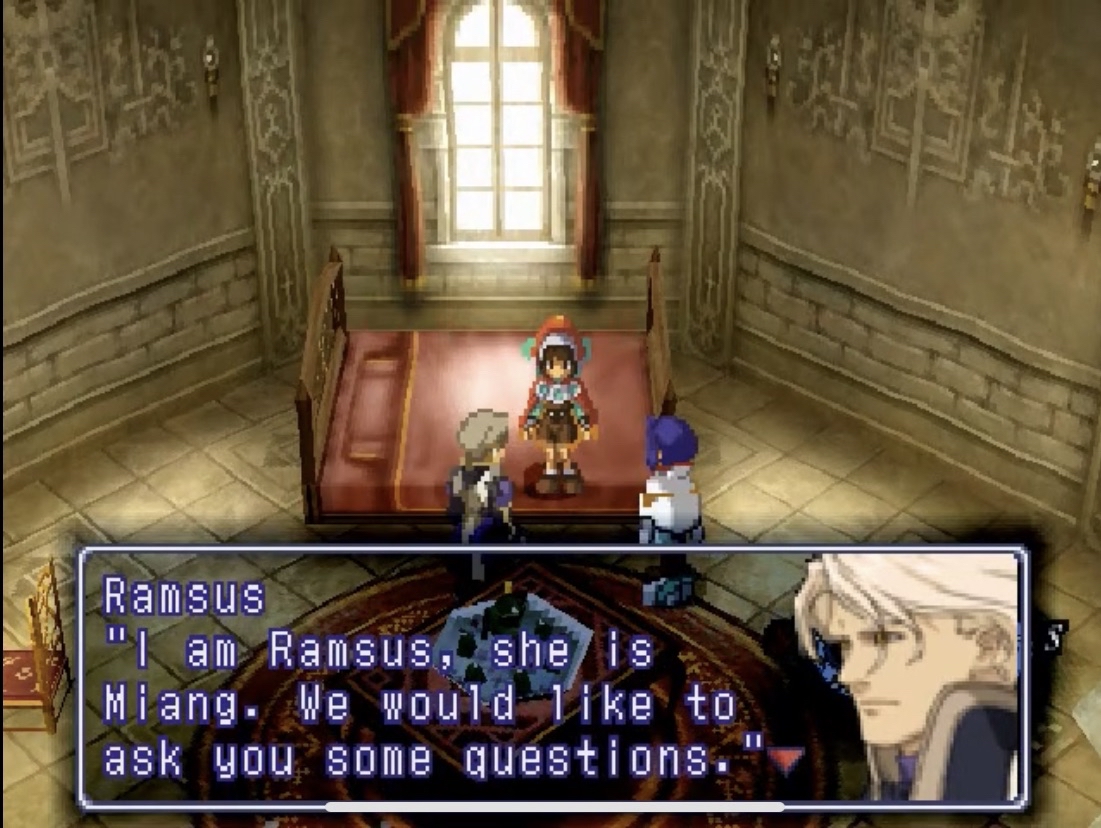 Ramsus
"I am Ramsus, she is
Miang. We would like to
ask you some questions."